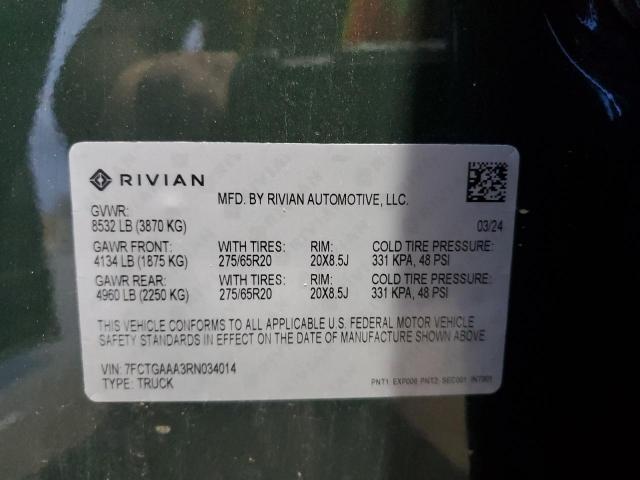 RIVIAN
MFD. BY RIVIAN AUTOMOTIVE, LLC.
GVWR:
8532 LB (3870 KG) 03/24
GAWR FRONT: WITH TIRES: RIM: COLD TIRE PRESSURE:
4134 LB (1875 KG) 275/65R20 20X8.5J 331 KPA, 48 PSI
GAWR REAR: WITH TIRES: RIM: COLD TIRE PRESSURE:
4960 LB (2250 KG) 275/65R20 20X8.5J 331 KPA, 48 PSI
THIS VEHICLE CONFORMS TO ALL APPLICABLE U.S. FEDERAL MOTOR VEHICLE
SAFETY STANDARDS IN EFFECT ON THE DATE OF MANUFACTURE SHOWN ABOVE.
VIN: 7FCTGAAA3RN034014
TYPE: TRUCK
PNT1: EXP006 PNT2: SEC001